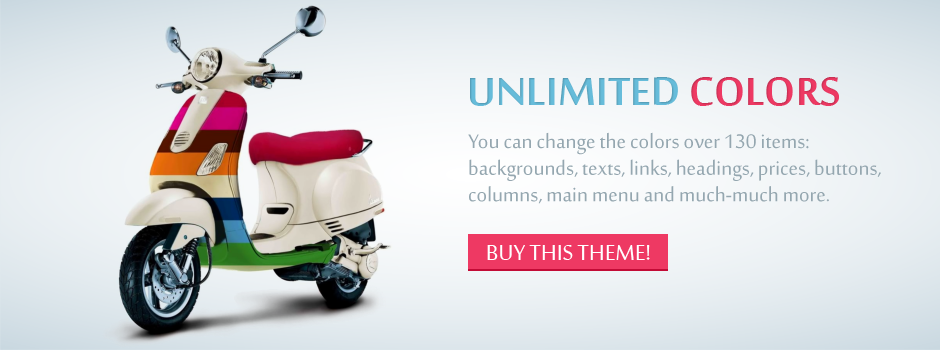 UNLIMITED COLORS
You can change the colors over 130 items:
backgrounds, texts, links, headings, prices, buttons,
columns, main menu and much-much more.
BUY THIS THEME!